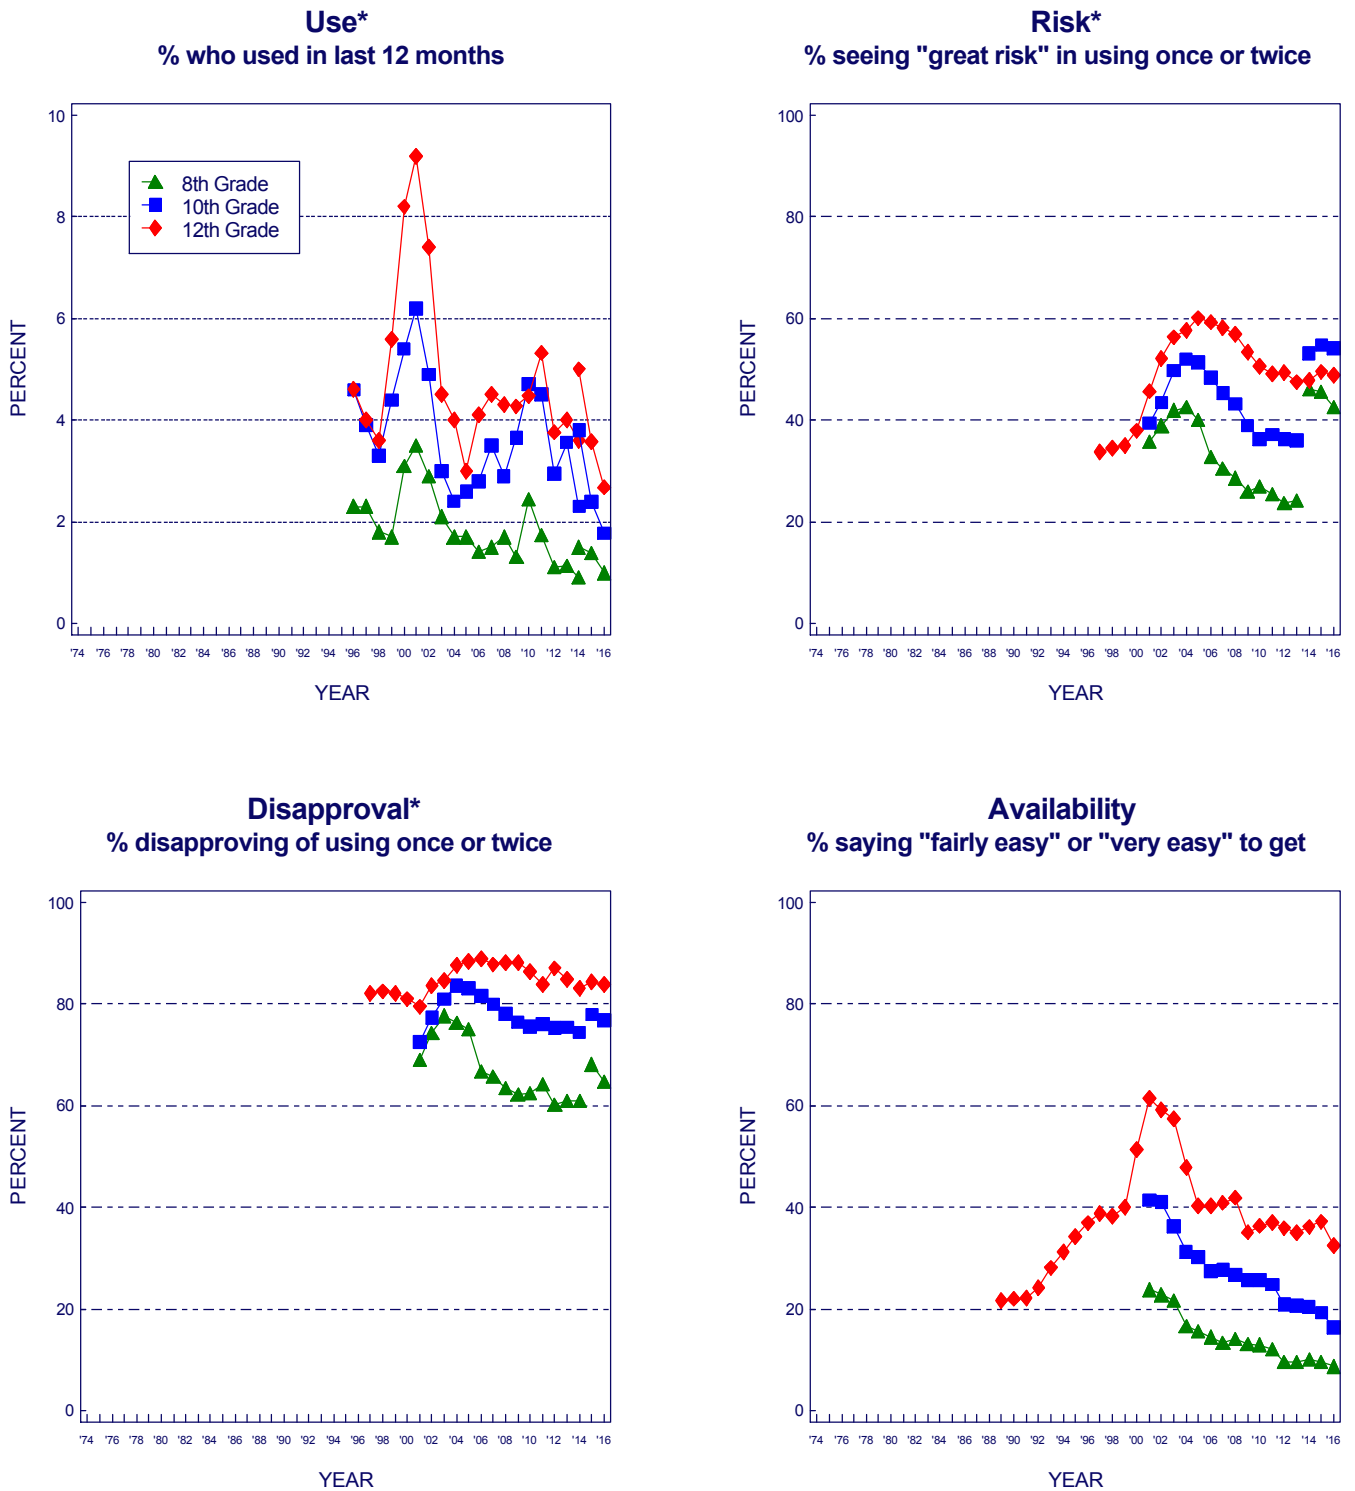 Use*
% who used in last 12 months
10
8
6
4
2
0
PERCENT
8th Grade
10th Grade
12th Grade
'74 '76 '78 '80 '82 '84 '86 '88 '90 '92 '94 '96 '98 '00 '02 '04 '06 '08 '10 '12 '14 '16
YEAR
Risk*
% seeing "great risk" in using once or twice
100
80
60
40
20
0
PERCENT
'74 '76 '78 '80 '82 '84 '86 '88 '90 '92 '94 '96 '98 '00 '02 '04 '06 '08 '10 '12 '14 '16
YEAR
Disapproval*
% disapproving of using once or twice
100
80
60
40
20
0
PERCENT
'74 '76 '78 '80 '82 '84 '86 '88 '90 '92 '94 '96 '98 '00 '02 '04 '06 '08 '10 '12 '14 '16
YEAR
Availability
% saying "fairly easy" or "very easy" to get
100
80
60
40
20
0
PERCENT
'74 '76 '78 '80 '82 '84 '86 '88 '90 '92 '94 '96 '98 '00 '02 '04 '06 '08 '10 '12 '14 '16
YEAR